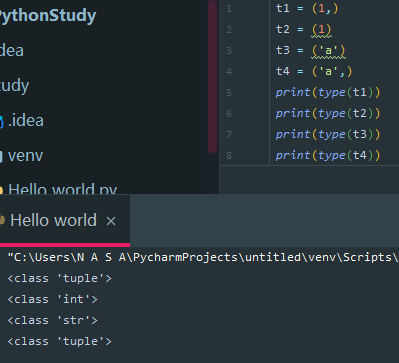 PythonStudy
dea
udy
.idea
venv
Hello world.py
1 t1 = (1,)
2 t2 = (1)
3 t3 = ('a')
4 t4 = ('a',)
5 print(type(t1))
6 print(type(t2))
7 print(type(t3))
8 print(type(t4))
Hello world ×
"C:\Users\N A S A\PycharmProjects\untitled\venv\Scripts\
<class 'tuple'>
<class 'int'>
<class 'str'>
<class 'tuple'>